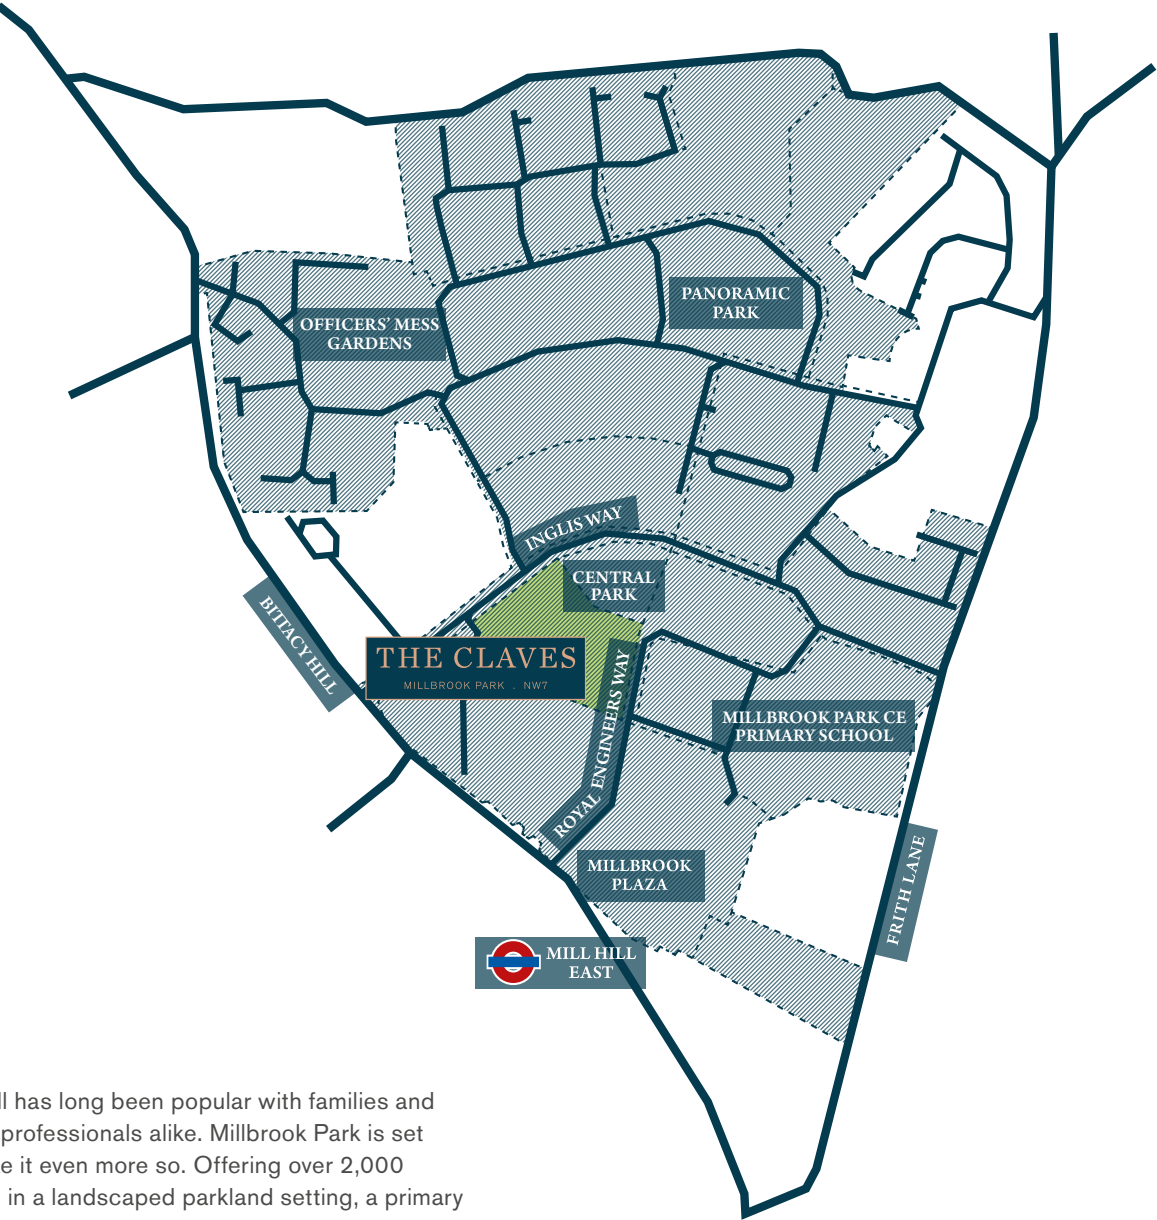 PANORAMIC
PARK
OFFICERS' MESS
GARDENS
INGLIS WAY
CENTRAL
PARK
BITTACY HILL
THE CLAVES
MILLBROOK PARK . NW7
ROYAL ENGINEERS WAY
MILLBROOK PARK CE
PRIMARY SCHOOL
MILLBROOK
PLAZA
FRITH LANE
MILL HILL
EAST
has long been popular with families and
professionals alike. Millbrook Park is set
it even more so. Offering over 2,000
in a landscaped parkland setting, a primary